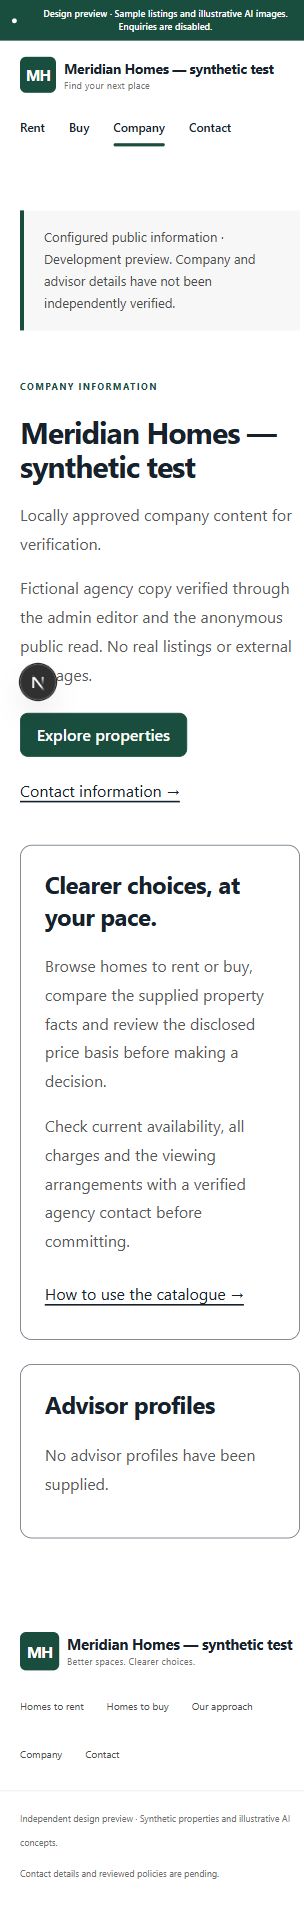 Design preview · Sample listings and illustrative AI images.
Enquiries are disabled.
MH
Meridian Homes — synthetic test
Find your next place
Rent Buy Company Contact
Configured public information ·
Development preview. Company and
advisor details have not been
independently verified.
COMPANY INFORMATION
Meridian Homes —
synthetic test
Locally approved company content for
verification.
Fictional agency copy verified through
the admin editor and the anonymous
public read. No real listings or external
ages.
N
Explore properties
Contact information →
Clearer choices, at
your pace.
Browse homes to rent or buy,
compare the supplied property
facts and review the disclosed
price basis before making a
decision.
Check current availability, all
charges and the viewing
arrangements with a verified
agency contact before
committing.
How to use the catalogue →
Advisor profiles
No advisor profiles have been
supplied.
MH
Meridian Homes — synthetic test
Better spaces. Clearer choices.
Homes to rent Homes to buy Our approach
Company Contact
Independent design preview · Synthetic properties and illustrative AI
concepts.
Contact details and reviewed policies are pending.